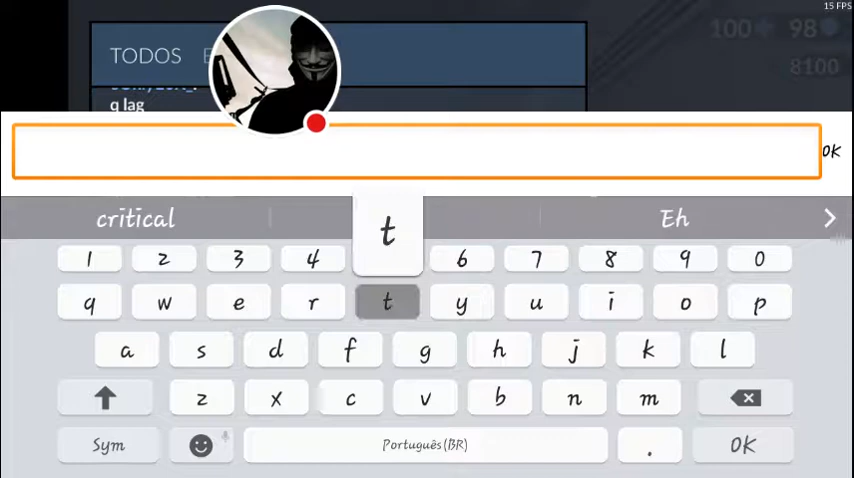 15 FPS
100 98
TODOS
8100
q lag
OK
critical Eh
t
1 2 3 4 6 7 8 9 0
q w e r t y u i o p
a s d f g h j k l
z x c v b n m
Sym Português(BR) . OK